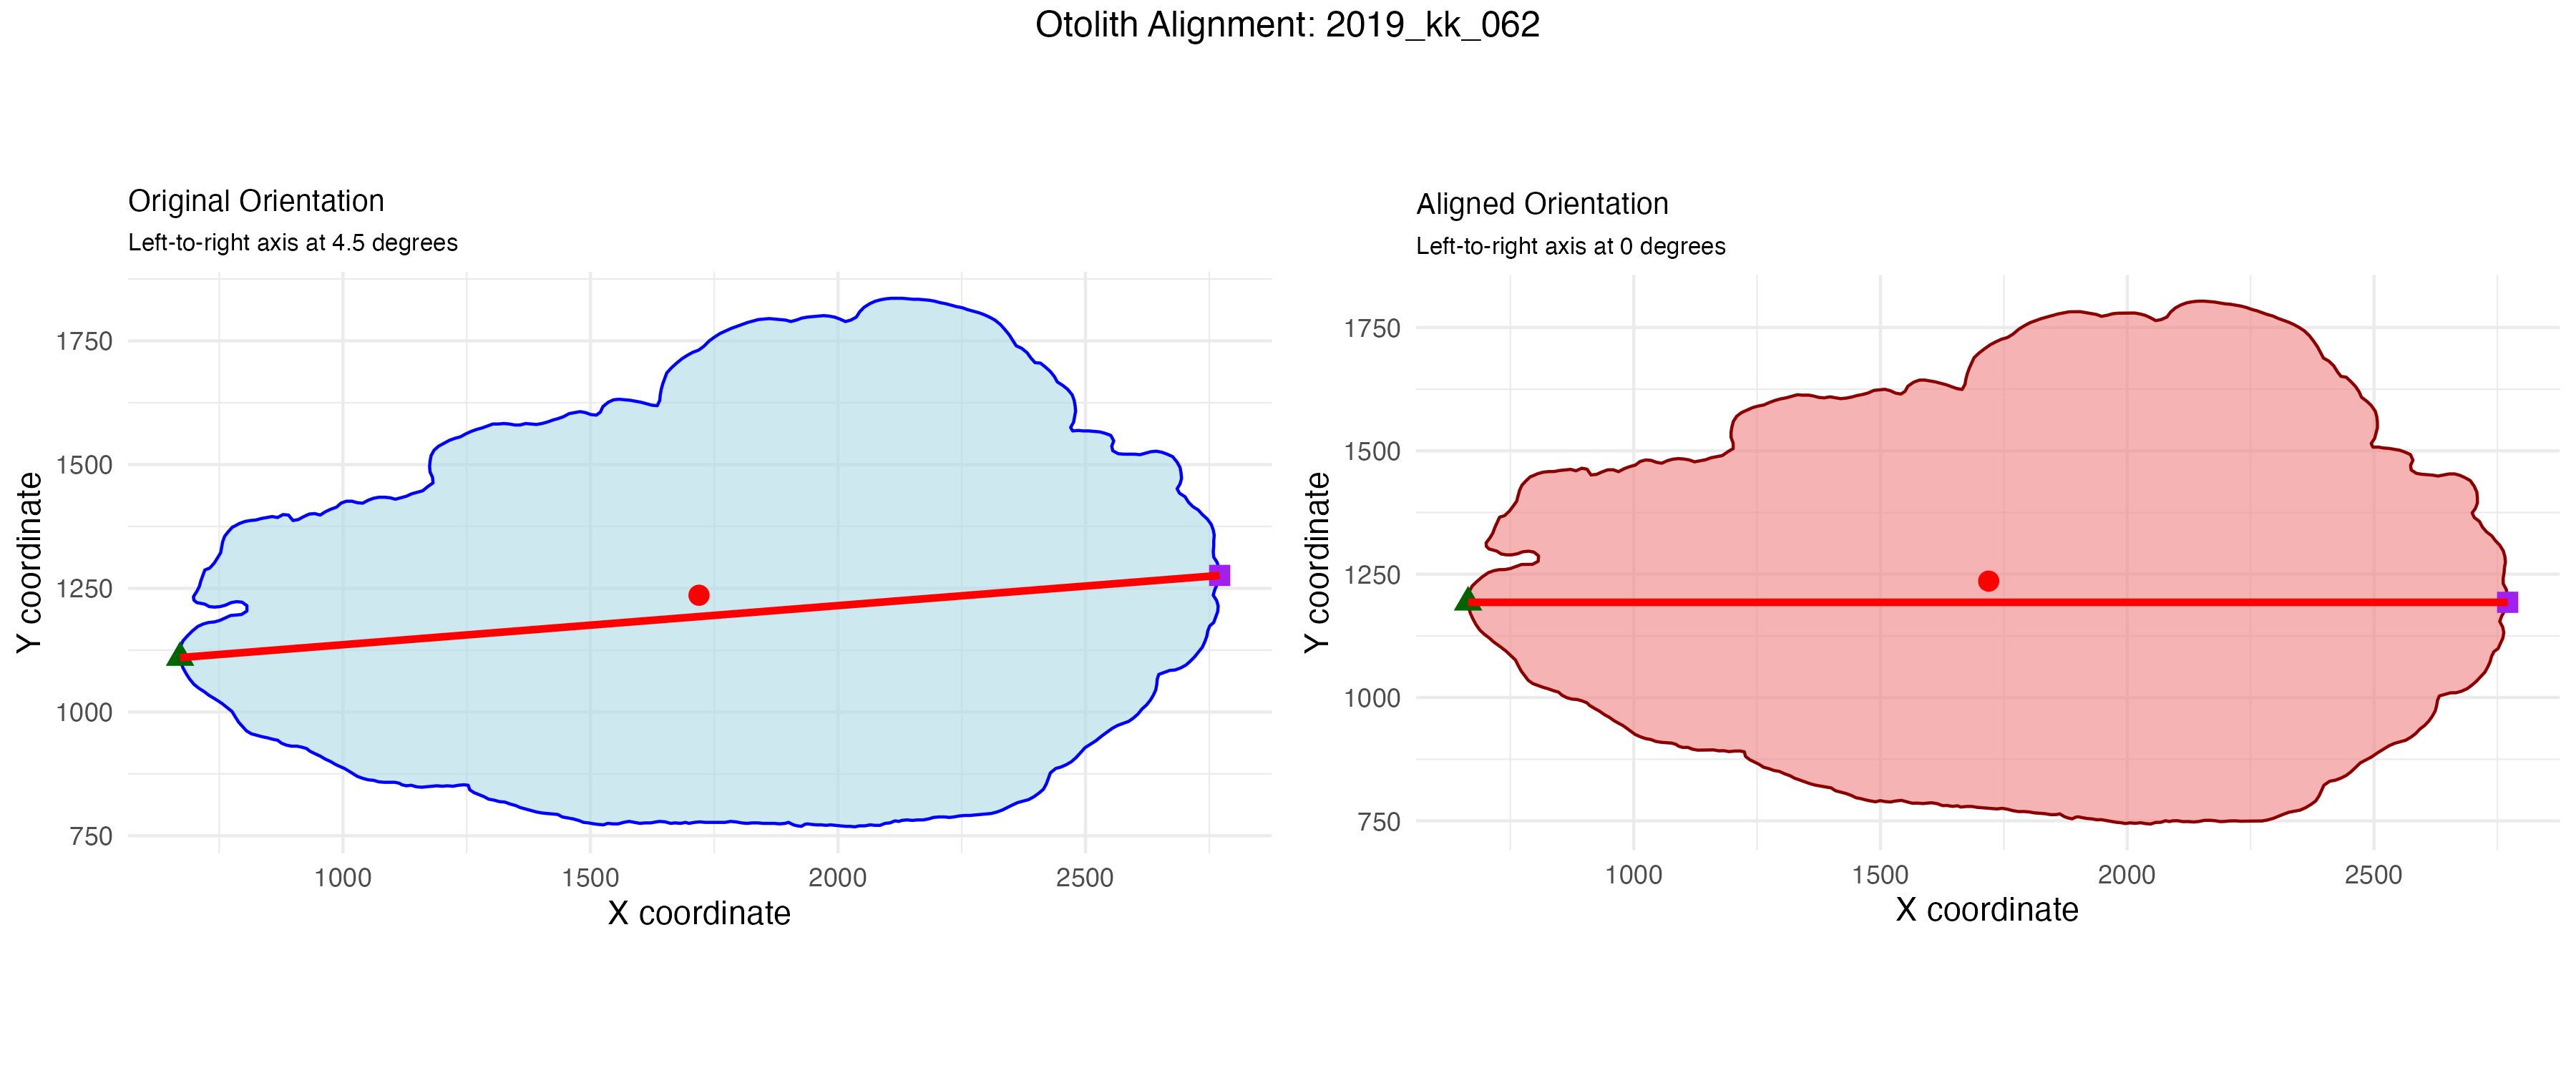 Otolith Alignment: 2019_kk_062
Original Orientation
Left-to-right axis at 4.5 degrees
1750
1500
1250
1000
750
Y coordinate
1000 1500 2000 2500
X coordinate
Aligned Orientation
Left-to-right axis at 0 degrees
1750
1500
1250
1000
750
Y coordinate
1000 1500 2000 2500
X coordinate